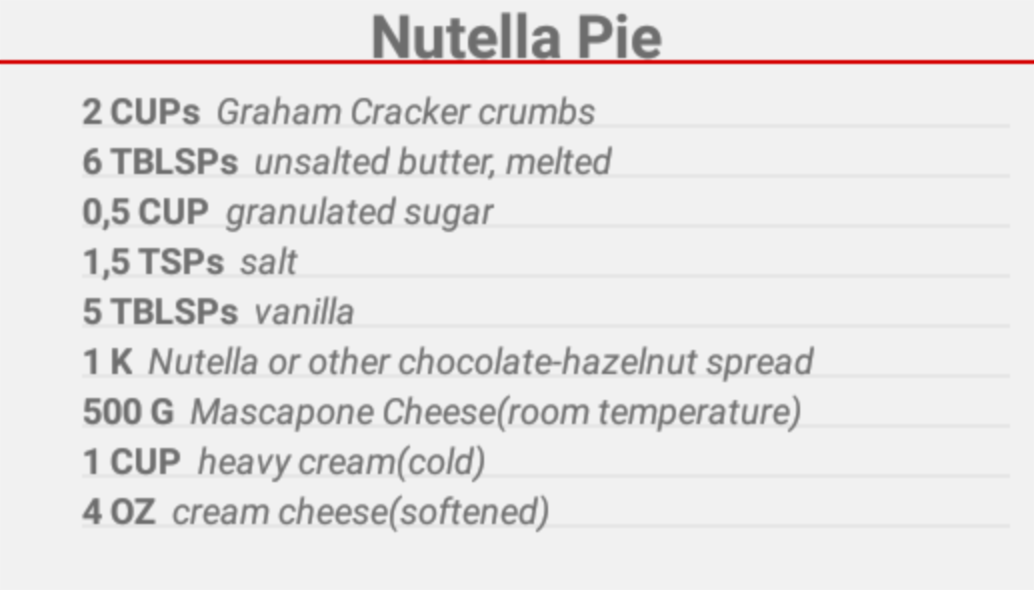 Nutella Pie
2 CUPs Graham Cracker crumbs
6 TBLSPs unsalted butter, melted
0,5 CUP granulated sugar
1,5 TSPs salt
5 TBLSPs vanilla
1 K Nutella or other chocolate-hazelnut spread
500 G Mascapone Cheese(room temperature)
1 CUP heavy cream(cold)
4 OZ cream cheese(softened)